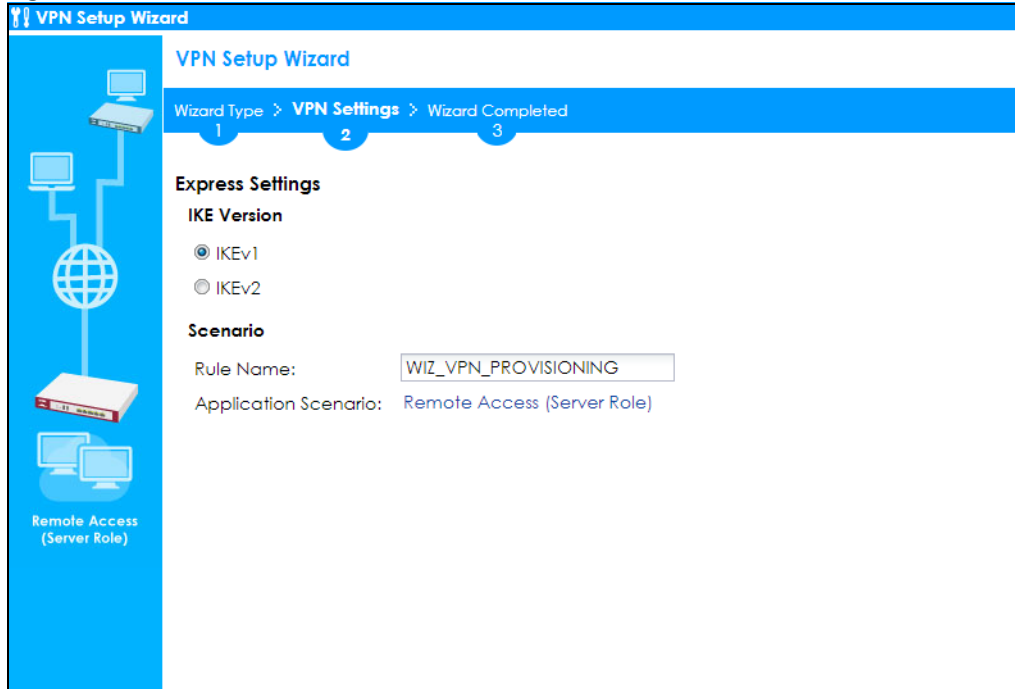 VPN Setup Wizard
VPN Setup Wizard
Wizard Type > VPN Settings > Wizard Completed
1 2 3
Express Settings
IKE Version
IKEv1
IKEv2
Scenario
Rule Name: WIZ_VPN_PROVISIONING
Application Scenario: Remote Access (Server Role)
Remote Access
(Server Role)